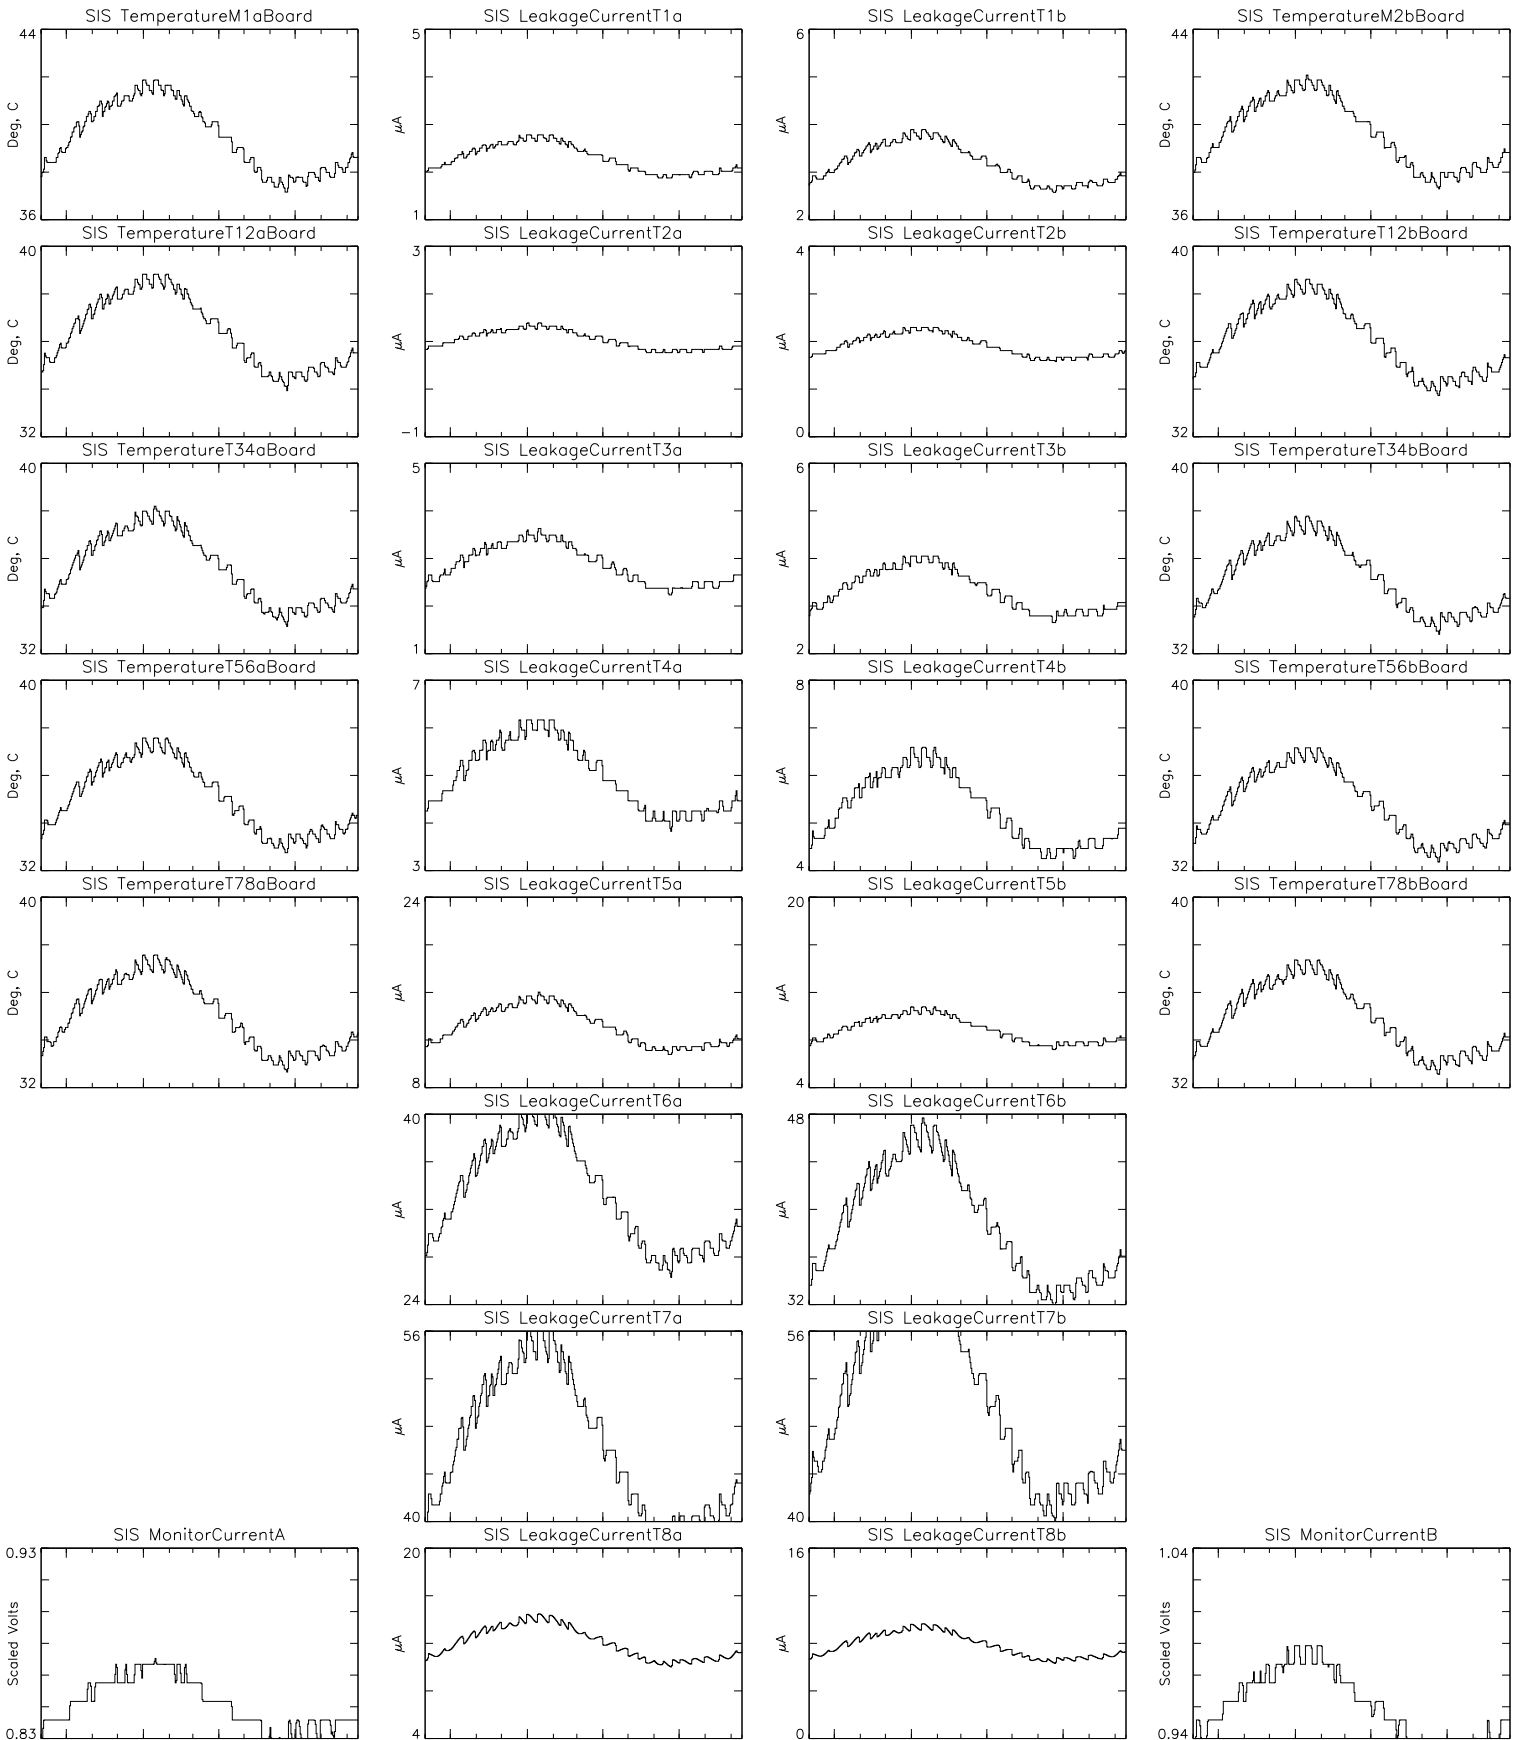 SIS TemperatureM1aBoard SIS LeakageCurrentT1a SIS LeakageCurrentT1b SIS TemperatureM2bBoard
44 5 6 44
Deg, C µA µA Deg, C
36 1 2 36
SIS TemperatureT12aBoard SIS LeakageCurrentT2a SIS LeakageCurrentT2b SIS TemperatureT12bBoard
40 3 4 40
Deg, C µA µA Deg, C
32 −1 0 32
SIS TemperatureT34aBoard SIS LeakageCurrentT3a SIS LeakageCurrentT3b SIS TemperatureT34bBoard
40 5 6 40
Deg, C µA µA Deg, C
32 1 2 32
SIS TemperatureT56aBoard SIS LeakageCurrentT4a SIS LeakageCurrentT4b SIS TemperatureT56bBoard
40 7 8 40
Deg, C µA µA Deg, C
32 3 4 32
SIS TemperatureT78aBoard SIS LeakageCurrentT5a SIS LeakageCurrentT5b SIS TemperatureT78bBoard
40 24 20 40
Deg, C µA µA Deg, C
32 8 4 32
SIS LeakageCurrentT6a SIS LeakageCurrentT6b
40 48
µA µA
24 32
SIS LeakageCurrentT7a SIS LeakageCurrentT7b
56 56
µA µA
40 40
SIS MonitorCurrentA SIS LeakageCurrentT8a SIS LeakageCurrentT8b SIS MonitorCurrentB
0.93 20 16 1.04
Scaled Volts µA µA Scaled Volts
0.83 4 0 0.94